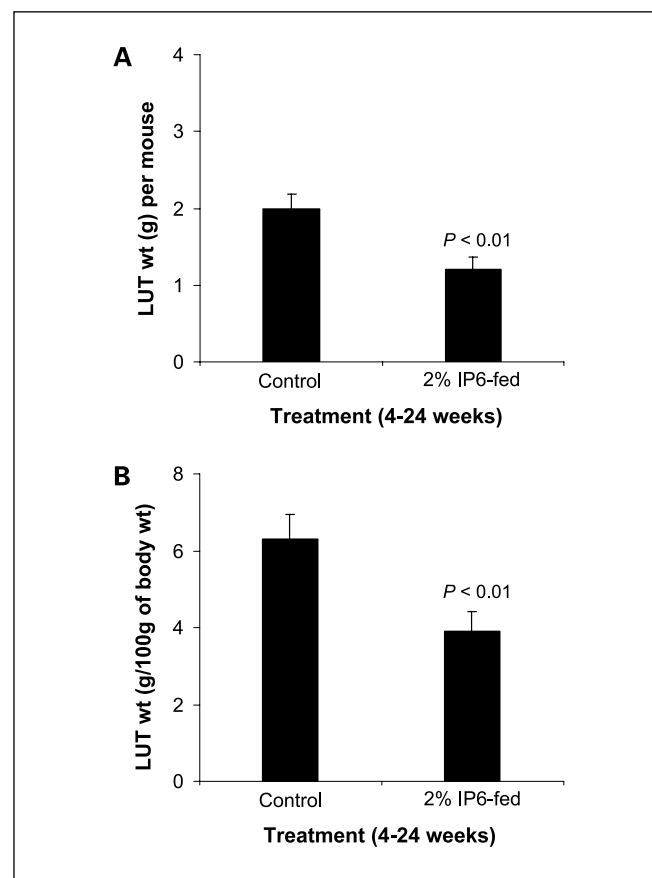 A
LUT wt (g) per mouse
4
3
2
1
0
P < 0.01
Control
2% IP6-fed
Treatment (4-24 weeks)
B
LUT wt (g/100g of body wt)
8
6
4
2
0
P < 0.01
Control
2% IP6-fed
Treatment (4-24 weeks)